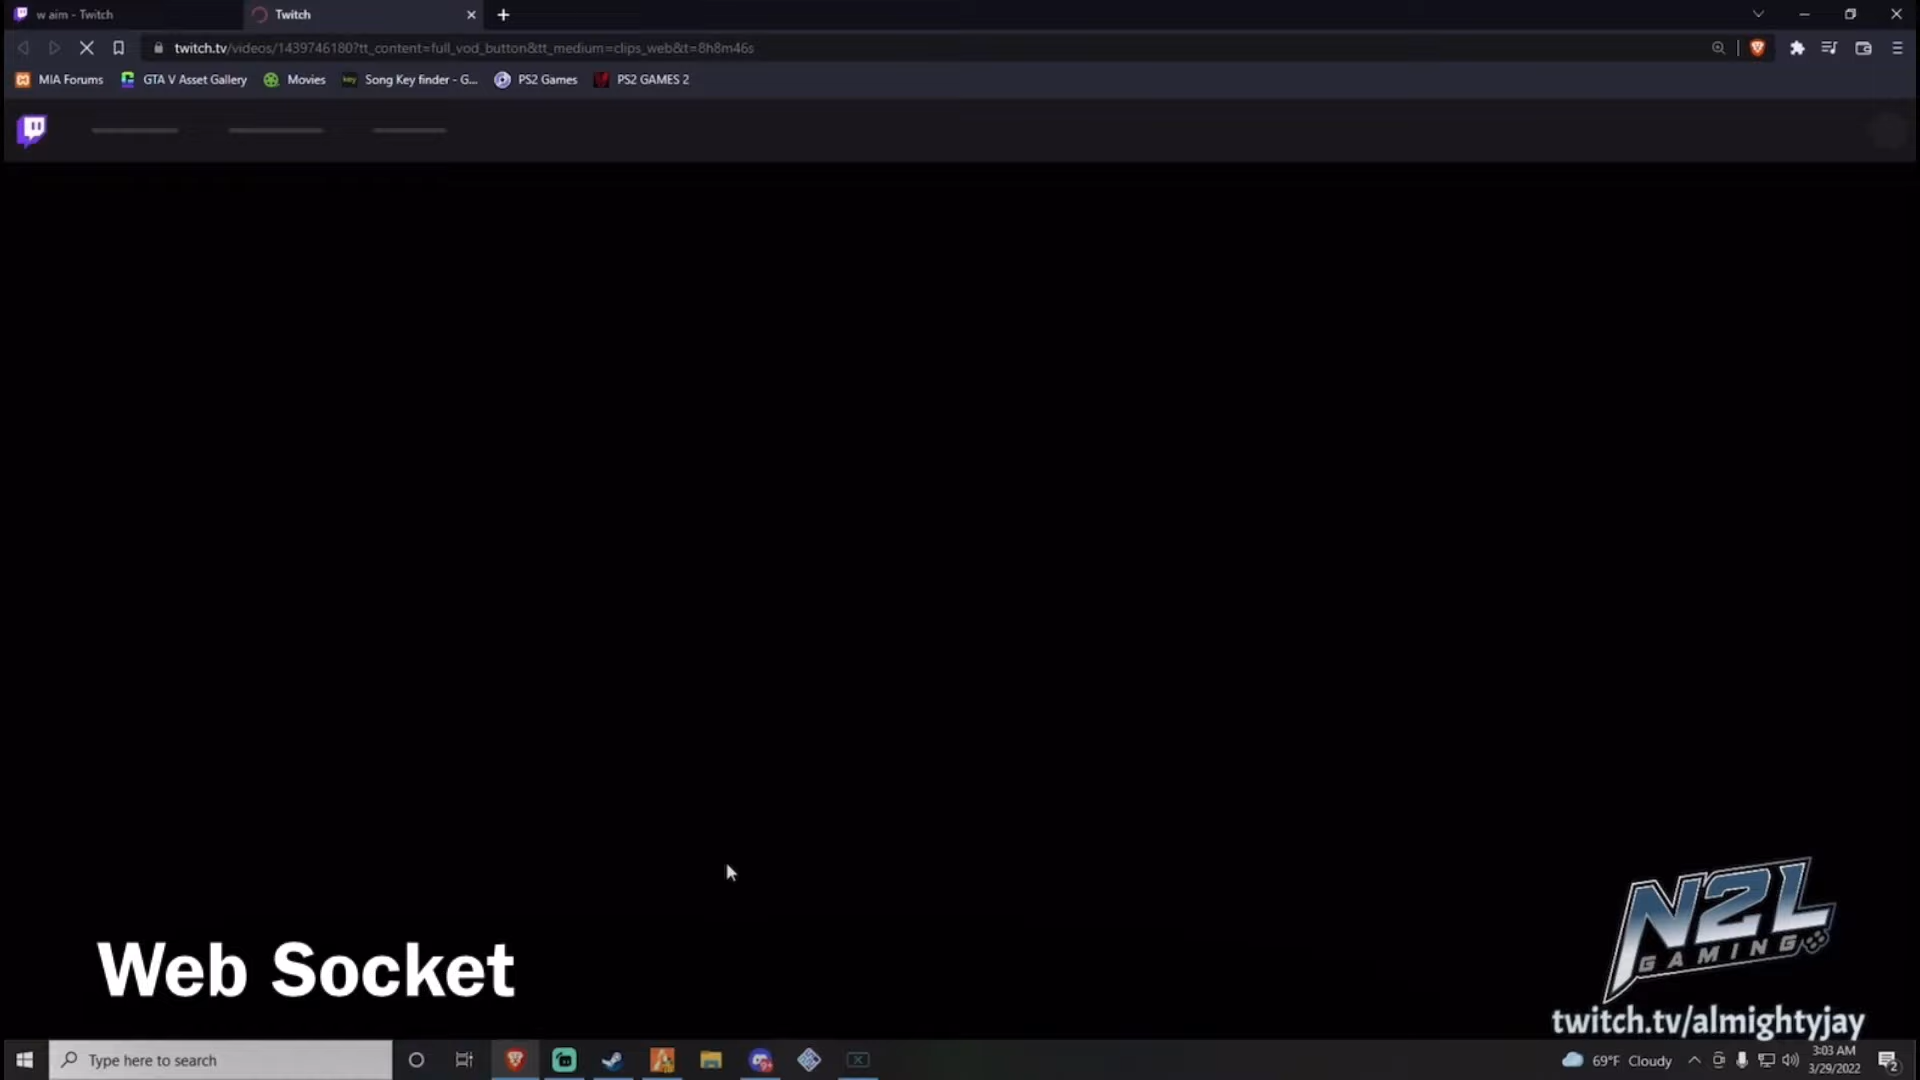 w aim - Twitch
Twitch
twitch.tv/videos/1439746180?tt_content=full_vod_button&tt_medium=clips_web&t=8h8m46s
MIA Forums
GTA V Asset Gallery
Movies
key
Song Key finder - G...
PS2 Games
PS2 GAMES 2
N2L
GAMING
Web Socket
twitch.tv/almightyjay
Type here to search
69°F Cloudy
3:03 AM
3/29/2022
2